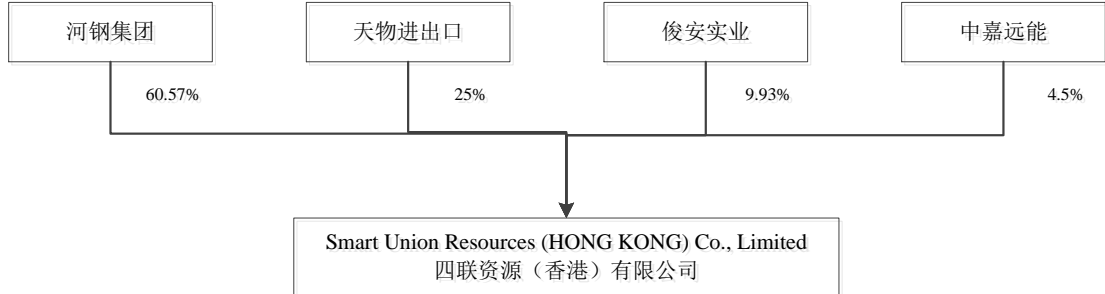 河钢集团
天物进出口
俊安实业
中嘉远能
60.57%
25%
9.93%
4.5%
Smart Union Resources (HONG KONG) Co., Limited
四联资源（香港）有限公司